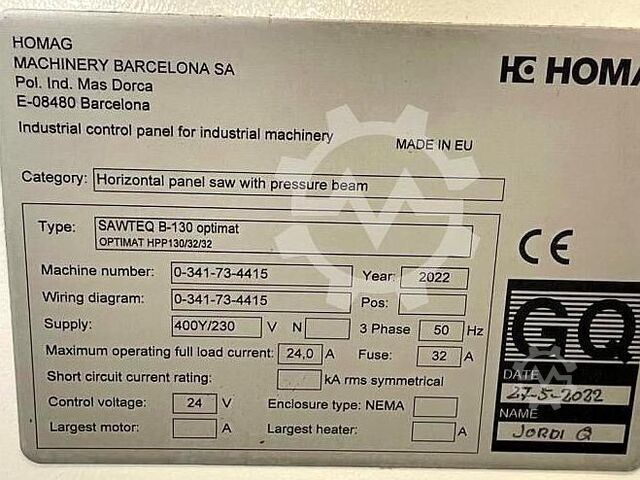 HOMAG
MACHINERY BARCELONA SA
Pol. Ind. Mas Dorca
E-08480 Barcelona
HOMA
Industrial control panel for industrial machinery
MADE IN EU
Category: Horizontal panel saw with pressure beam
Type: SAWTEQ B-130 optimat
OPTIMAT HPP130/32/32
CE
Machine number: 0-341-73-4415 Year: 2022
Wiring diagram: 0-341-73-4415 Pos:
Supply: 400Y/230 V N 3 Phase 50 Hz
Maximum operating full load current: 24,0 A Fuse: 32 A
Short circuit current rating: kA rms symmetrical
Control voltage: 24 V Enclosure type: NEMA
Largest motor: A Largest heater: A
GQ
DATE
27-5-2022
NAME
JORDI Q